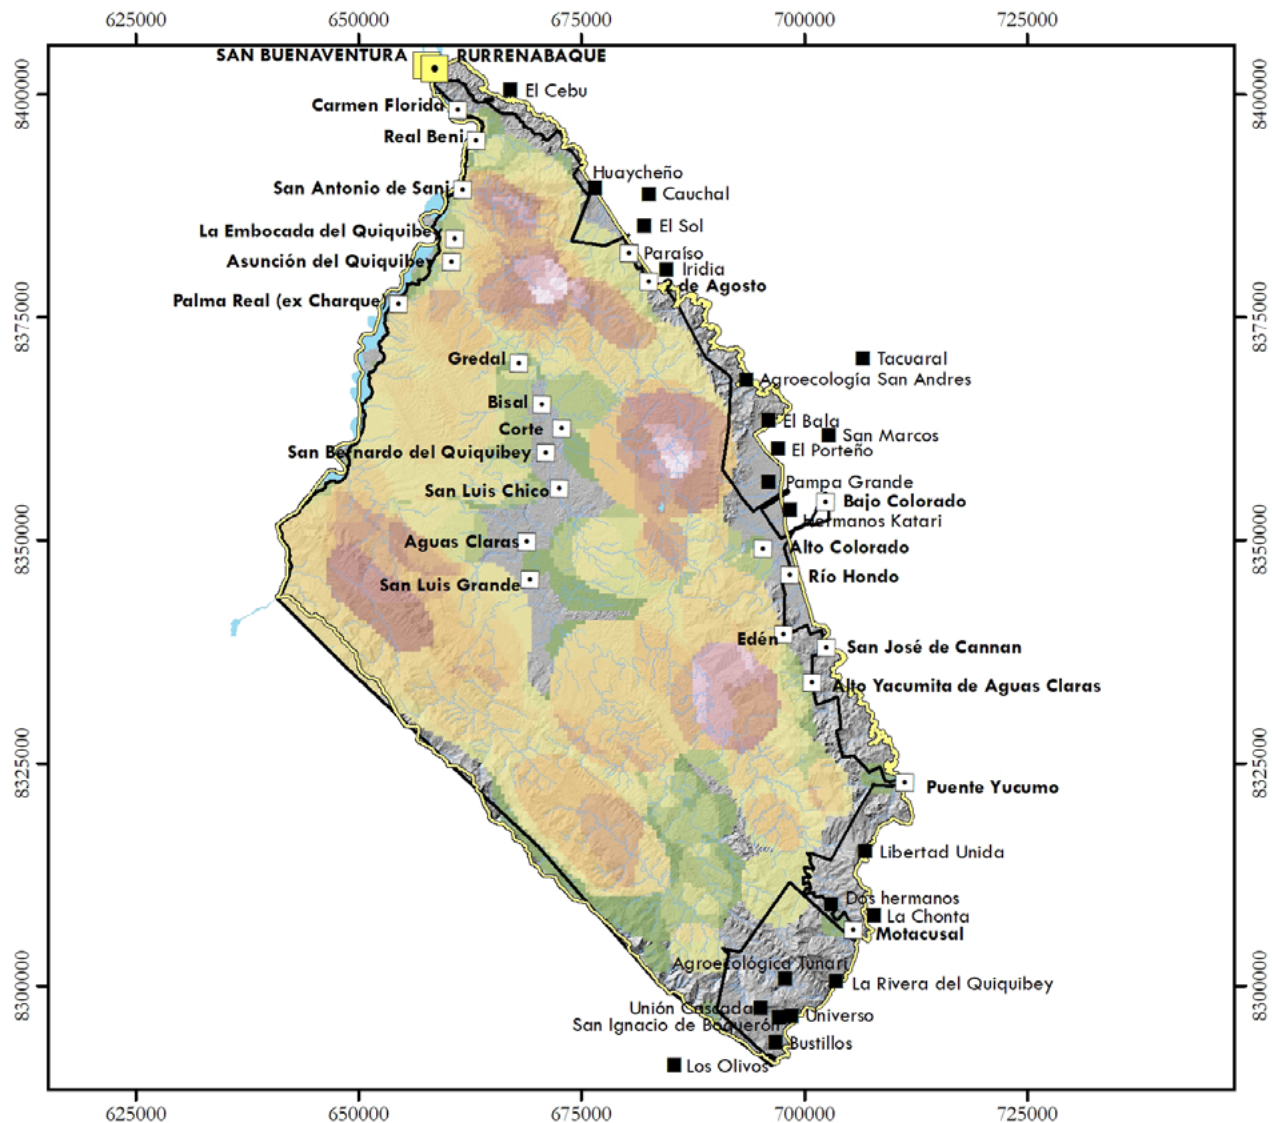 625000 650000 675000 700000 725000
SAN BUENAVENTURA RURRENABAQUE
El Cebu
8400000 8400000
Carmen Florida
Real Beni
Huaycheño
San Antonio de Sani
Cauchal
El Sol
La Embocada del Quiquibey
Paraíso
Asunción del Quiquibey
Iridia
2 de Agosto
Palma Real (ex Charque)
8375000 8375000
Gredal
Tacuaral
Agroecología San Andres
Bisal
El Bala
Corte
San Marcos
San Bernardo del Quiquibey
El Porteño
San Luis Chico
Pampa Grande
Bajo Colorado
Hermanos Katari
8350000 8350000
Aguas Claras
Alto Colorado
San Luis Grande
Río Hondo
Edén
San José de Cannan
Alto Yacumita de Aguas Claras
8325000 8325000
Puente Yucumo
Libertad Unida
Dos hermanos
La Chonta
Motacusal
Agroecológica Tunari
8300000 8300000
La Rivera del Quiquibey
Unión Cascada
Universo
San Ignacio de Boquerón
Bustillos
Los Olivos
625000 650000 675000 700000 725000